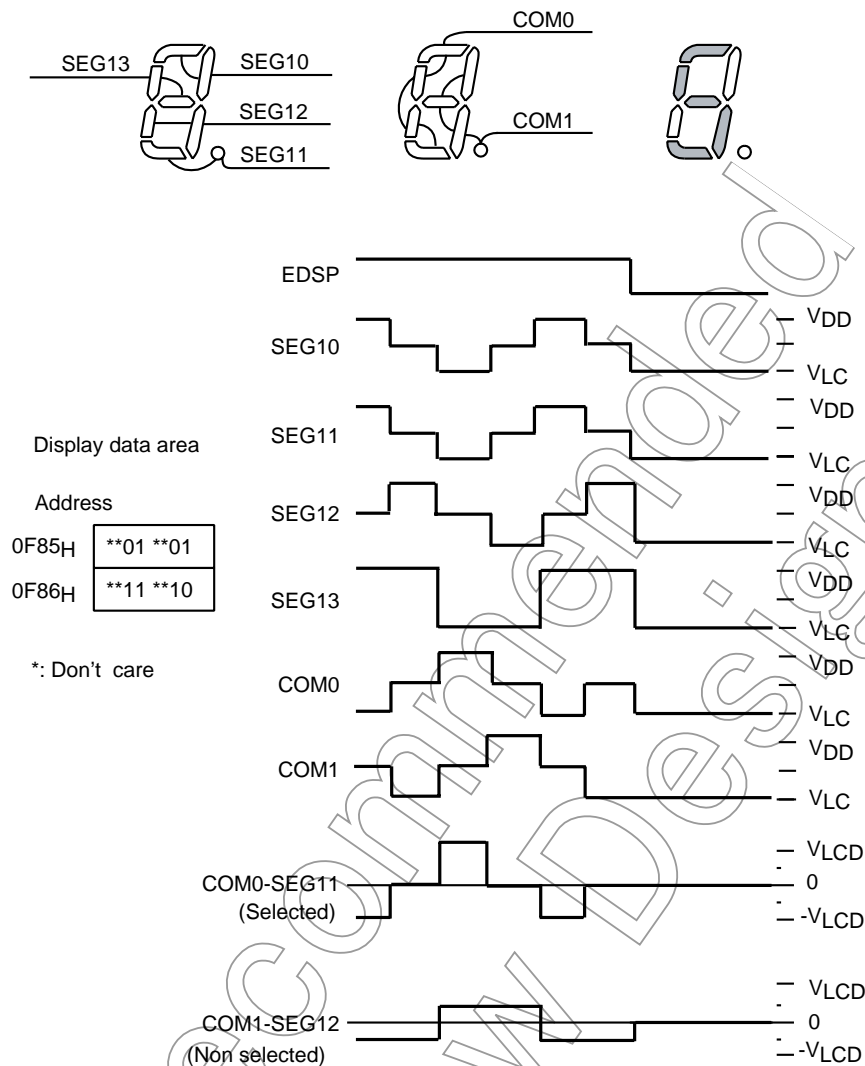 COM0
SEG13
SEG10
SEG12
COM1
SEG11
EDSP
VDD
SEG10
VLC
VDD
SEG11
Display data area
VLC
VDD
Address
SEG12
0F85H **01 **01
VLC
VDD
0F86H **11 **10
SEG13
VLC
VDD
*: Don't care
COM0
VLC
VDD
COM1
VLC
VLCD
COM0-SEG11
0
(Selected)
-VLCD
VLCD
COM1-SEG12
0
(Non selected)
-VLCD
ecommended
w Design